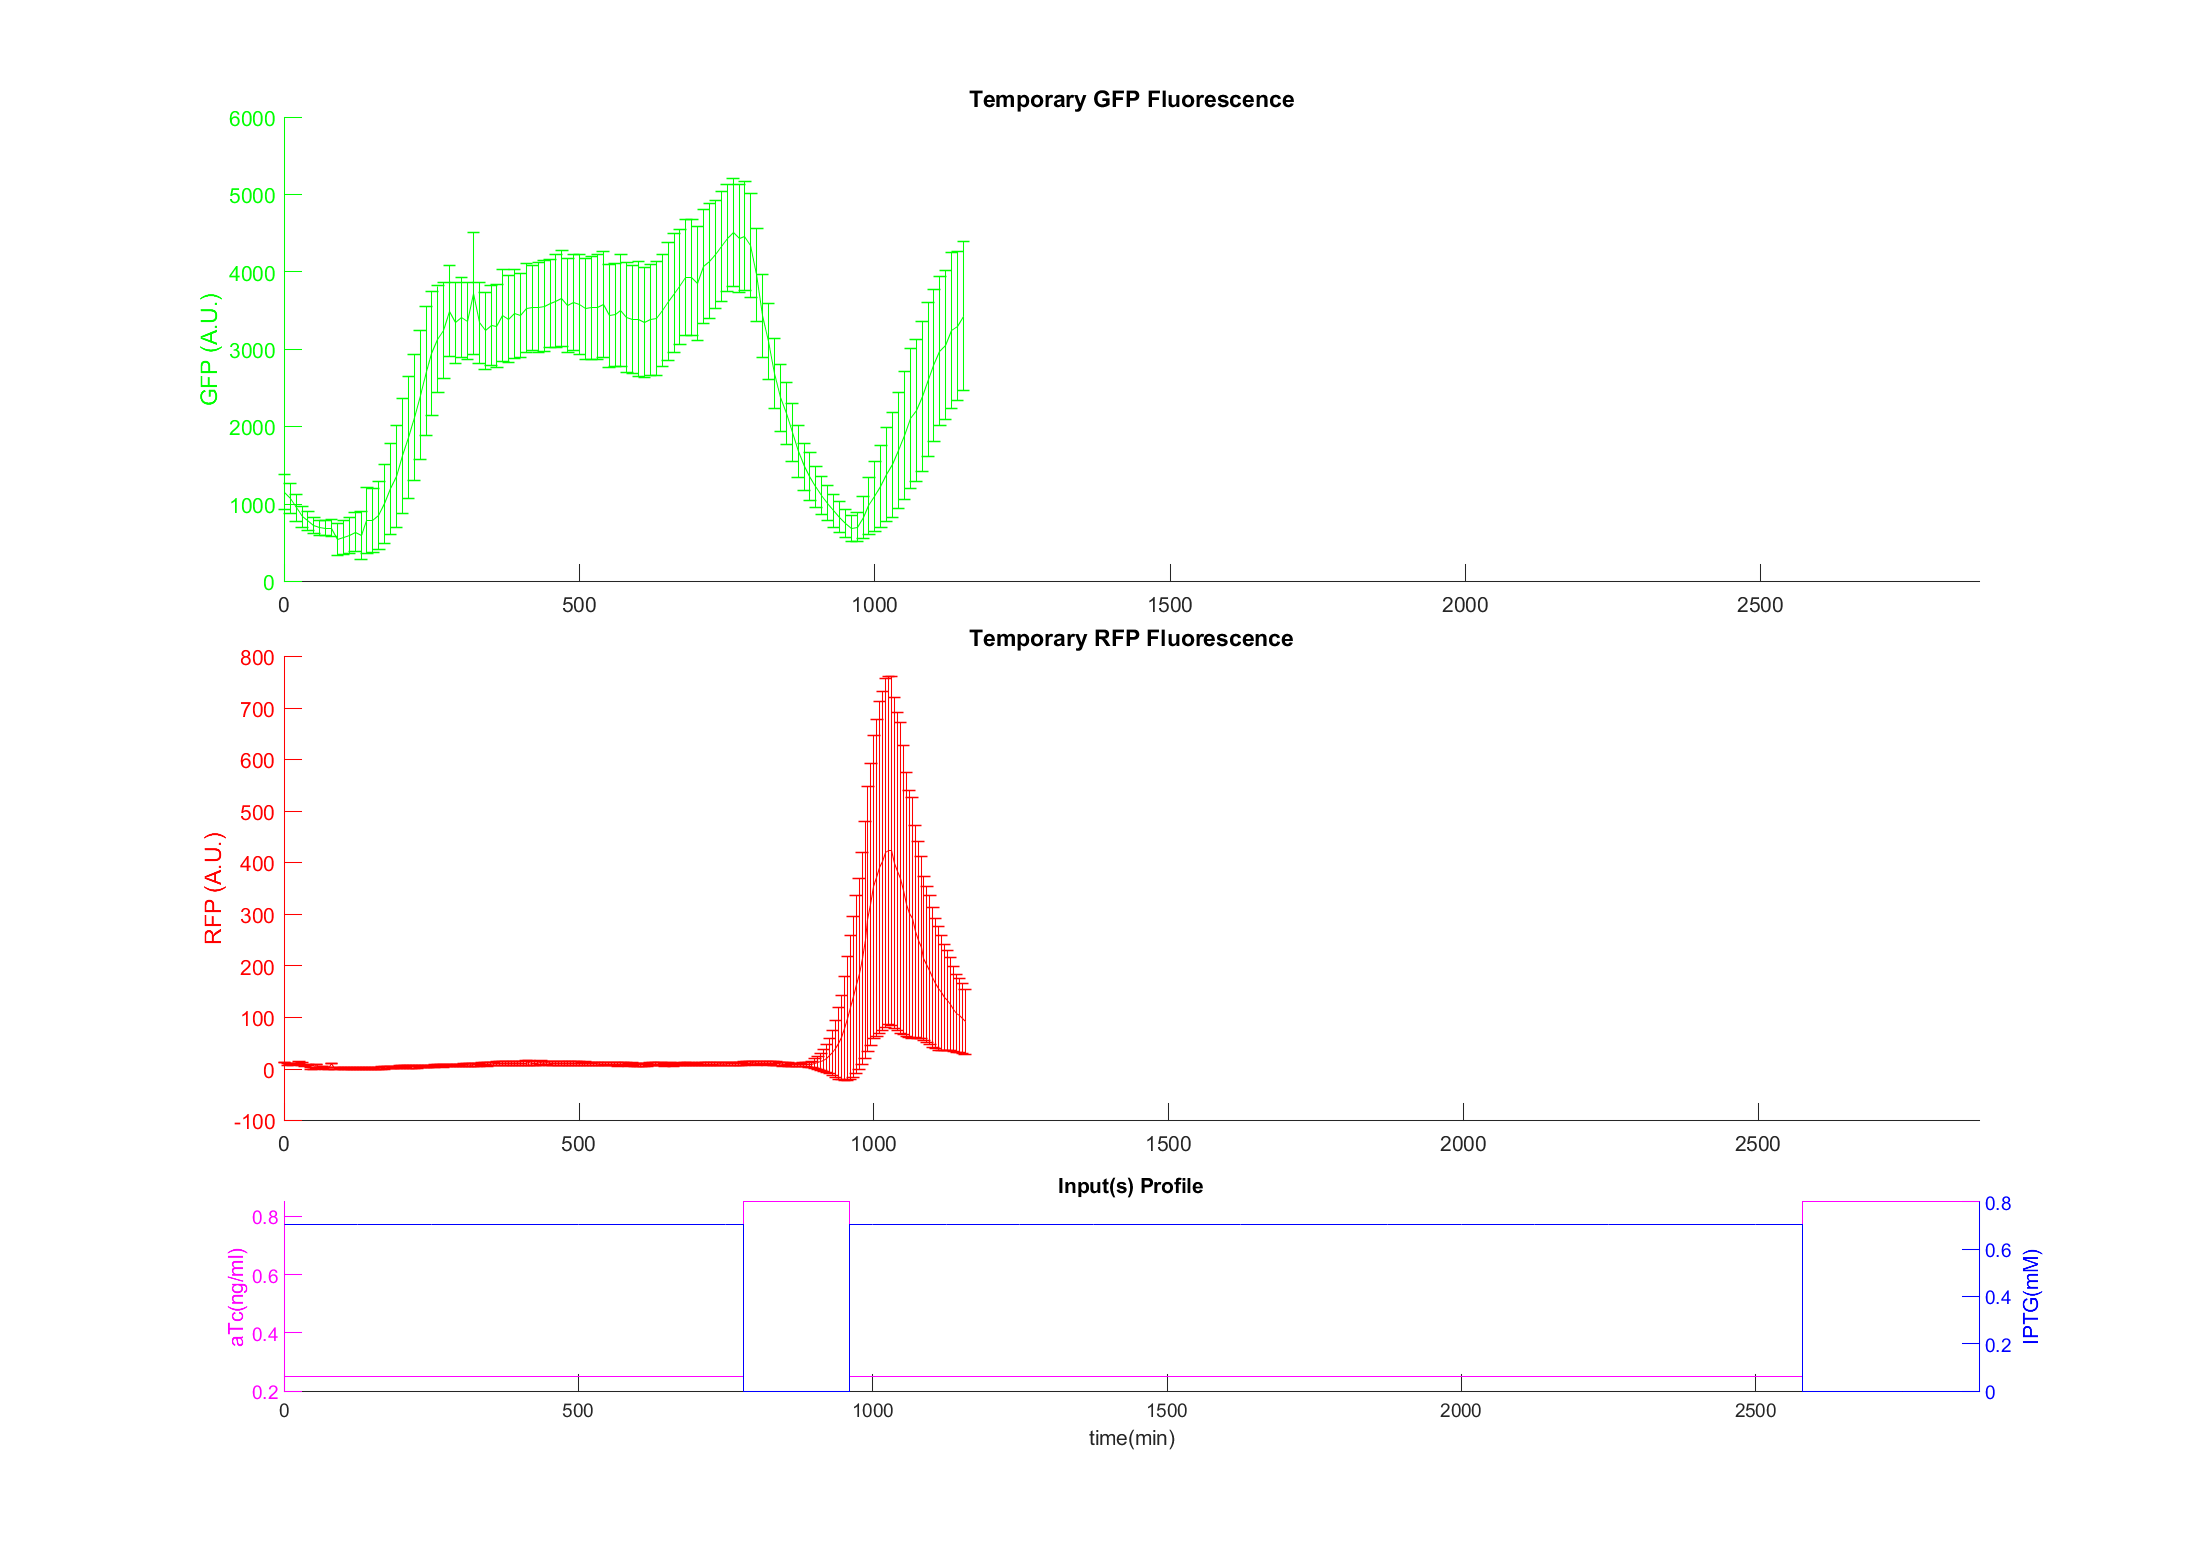 Temporary GFP Fluorescence
6000
5000
4000
3000
2000
1000
0
GFP (A.U.)
0 500 1000 1500 2000 2500
Temporary RFP Fluorescence
800
700
600
500
400
300
200
100
0
-100
RFP (A.U.)
0 500 1000 1500 2000 2500
Input(s) Profile
0.8
0.6
0.4
0.2
aTc(ng/ml)
0.8
0.6
0.4
0.2
0
IPTG(mM)
0 500 1000 1500 2000 2500
time(min)